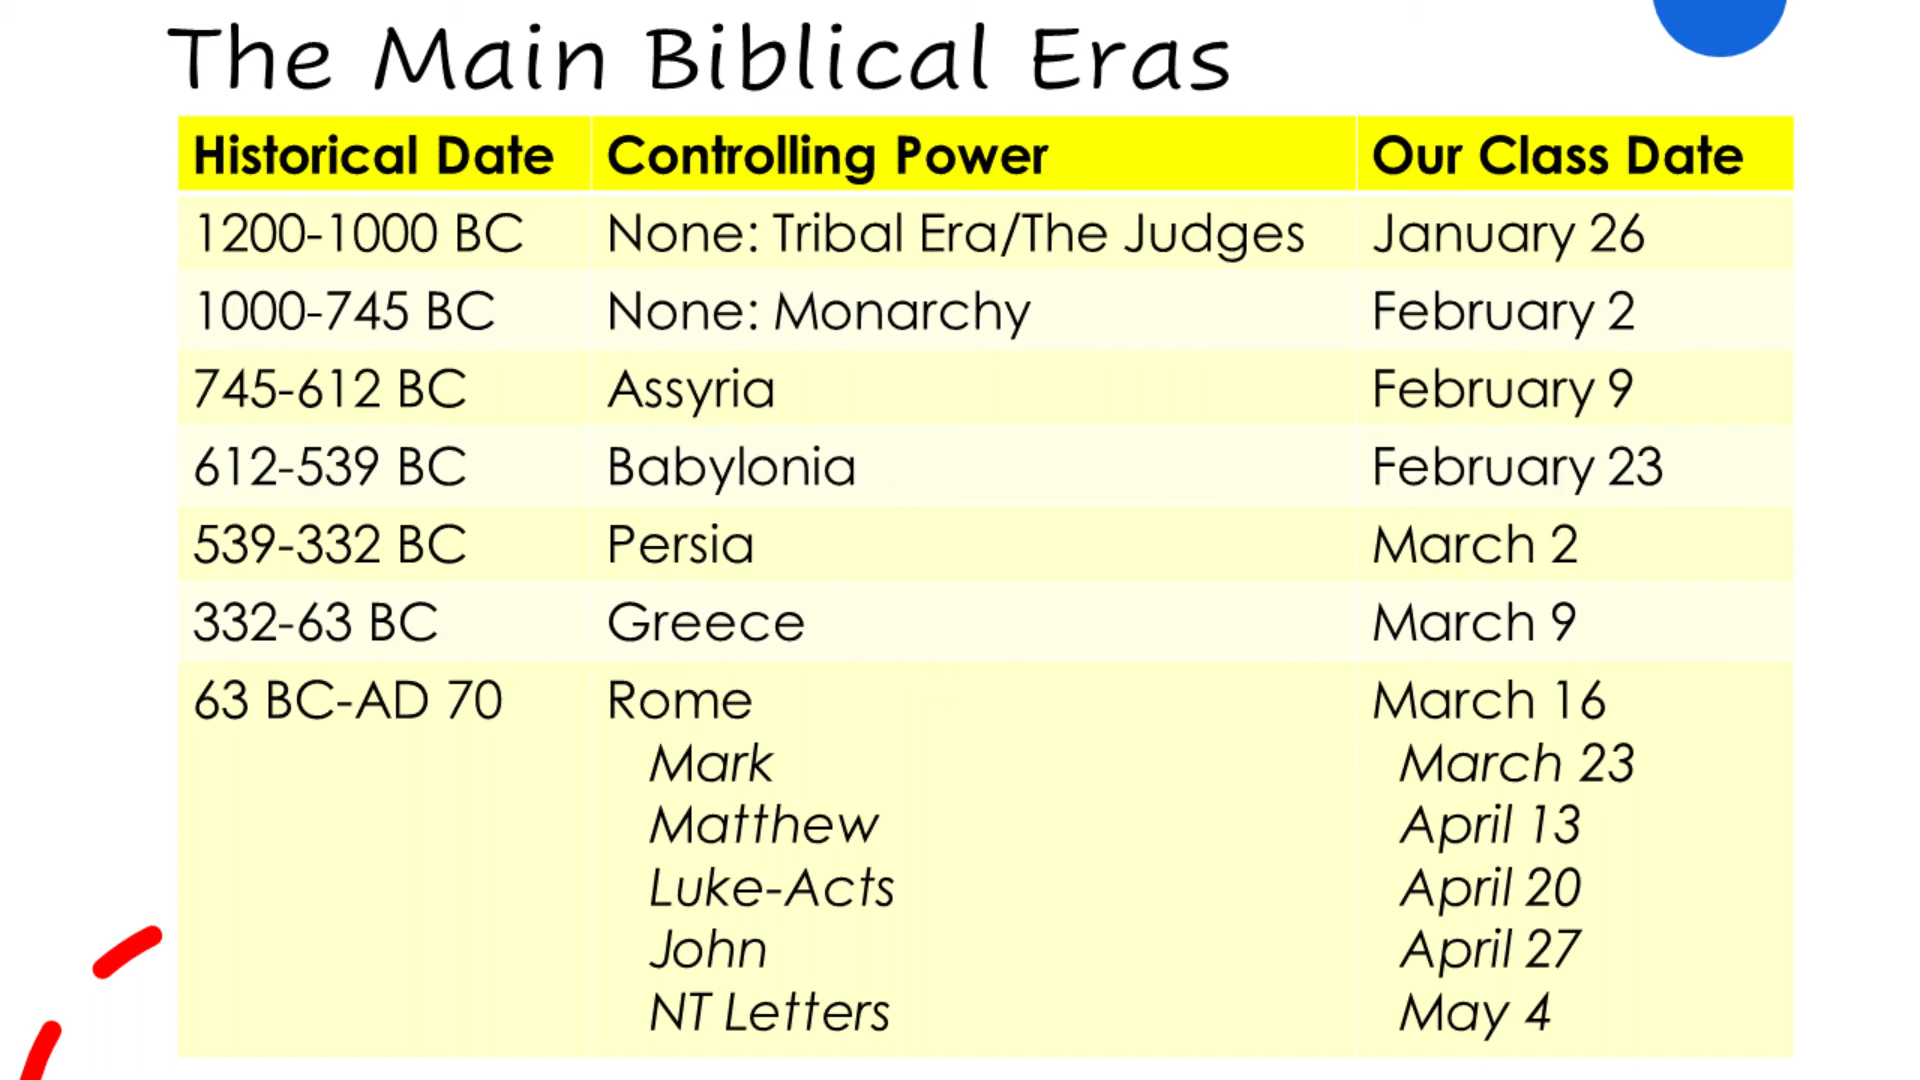 The Main Biblical Eras
Historical Date Controlling Power Our Class Date
1200-1000 BC None: Tribal Era/The Judges January 26
1000-745 BC None: Monarchy February 2
745-612 BC Assyria February 9
612-539 BC Babylonia February 23
539-332 BC Persia March 2
332-63 BC Greece March 9
63 BC-AD 70 Rome March 16
Mark March 23
Matthew April 13
Luke-Acts April 20
John April 27
NT Letters May 4